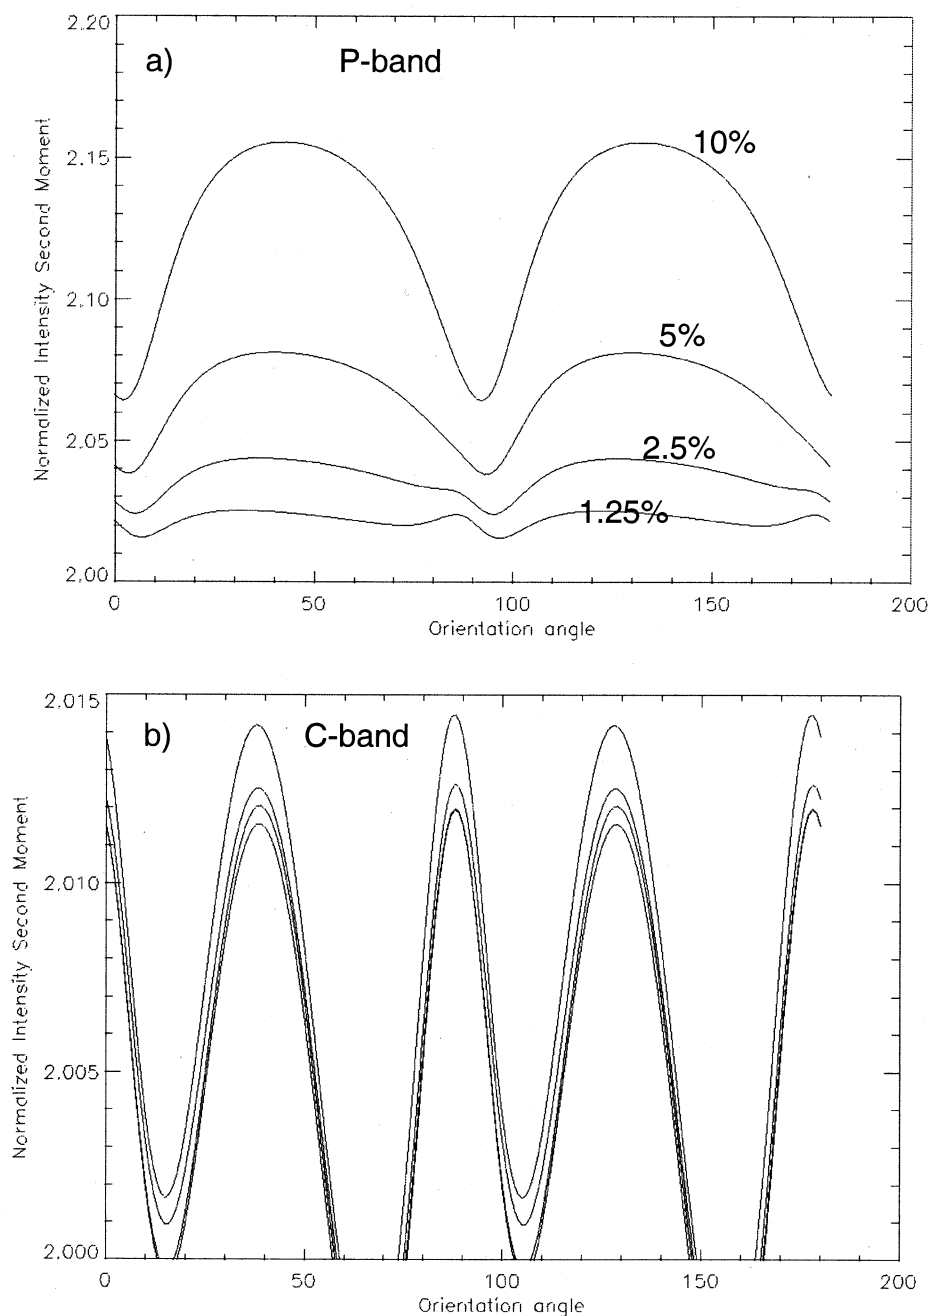 2.20
a) P-band
2.15
10%
2.10
5%
2.05
2.5%
1.25%
2.00
0 50 100 150 200
Orientation angle
Normalized Intensity Second Moment
2.015
b) C-band
2.010
2.005
2.000
0 50 100 150 200
Orientation angle
Normalized Intensity Second Moment